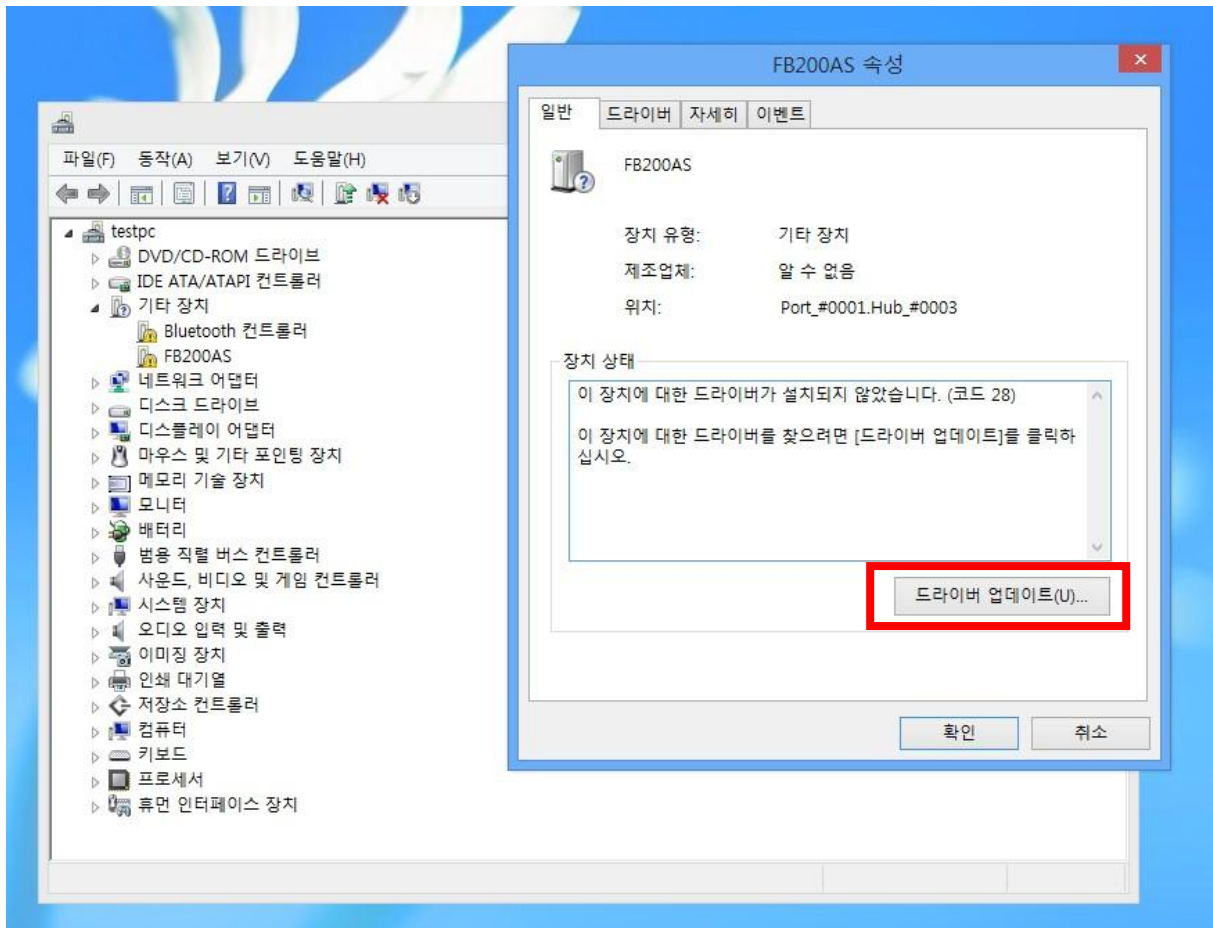 FB200AS 속성
일반
드라이버
자세히
이벤트
FB200AS
장치 유형: 기타 장치
제조업체: 알 수 없음
위치: Port_#0001.Hub_#0003
장치 상태
이 장치에 대한 드라이버가 설치되지 않았습니다. (코드 28)
이 장치에 대한 드라이버를 찾으려면 [드라이버 업데이트]를 클릭하
십시오.
드라이버 업데이트(U)...
확인
취소
파일(F) 동작(A) 보기(V) 도움말(H)
testpc
DVD/CD-ROM 드라이브
IDE ATA/ATAPI 컨트롤러
기타 장치
Bluetooth 컨트롤러
FB200AS
네트워크 어댑터
디스크 드라이브
디스플레이 어댑터
마우스 및 기타 포인팅 장치
메모리 기술 장치
모니터
배터리
범용 직렬 버스 컨트롤러
사운드, 비디오 및 게임 컨트롤러
시스템 장치
오디오 입력 및 출력
이미징 장치
인쇄 대기열
저장소 컨트롤러
컴퓨터
키보드
프로세서
휴먼 인터페이스 장치